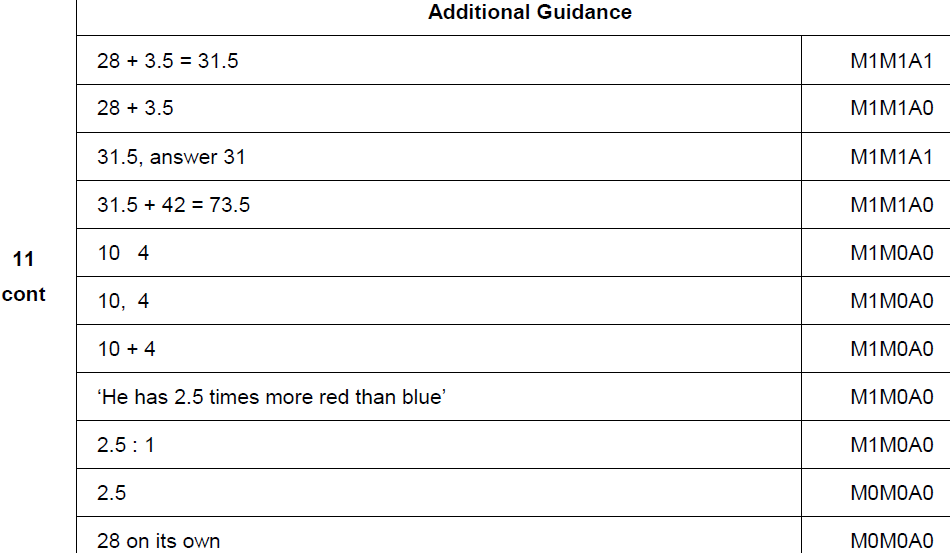 Additional Guidance
28 + 3.5 = 31.5 M1M1A1
28 + 3.5 M1M1A0
31.5, answer 31 M1M1A1
31.5 + 42 = 73.5 M1M1A0
10 4 M1M0A0
11
cont
10, 4 M1M0A0
10 + 4 M1M0A0
‘He has 2.5 times more red than blue’ M1M0A0
2.5 : 1 M1M0A0
2.5 M0M0A0
28 on its own M0M0A0